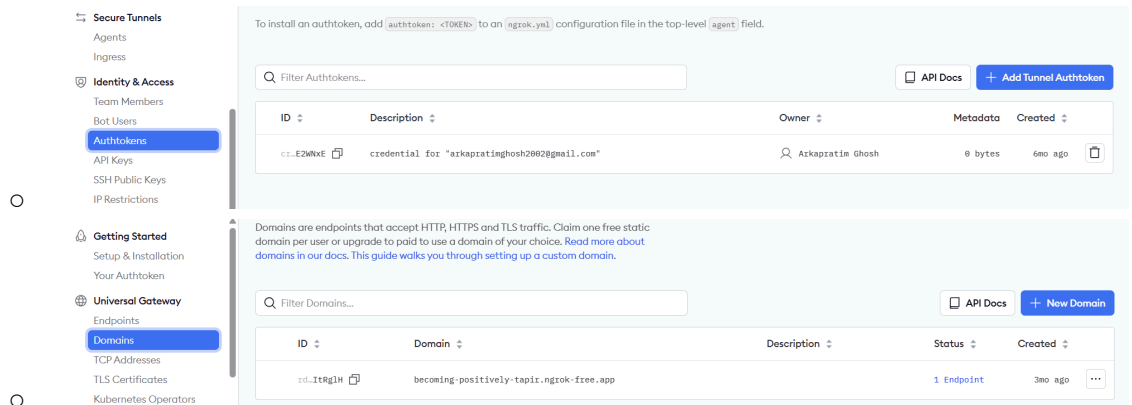 Secure Tunnels
Agents
Ingress
Identity & Access
Team Members
Bot Users
Authtokens
API Keys
SSH Public Keys
IP Restrictions
To install an authtoken, add authtoken: <TOKEN> to an ngrok.yml configuration file in the top-level agent field.
Filter Authtokens...
API Docs
+ Add Tunnel Authtoken
ID Description Owner Metadata Created
cr…E2WNxE credential for "arkapratimghosh2002@gmail.com" Arkapratim Ghosh 0 bytes 6mo ago
Getting Started
Setup & Installation
Your Authtoken
Universal Gateway
Endpoints
Domains
TCP Addresses
TLS Certificates
Kubernetes Operators
Domains are endpoints that accept HTTP, HTTPS and TLS traffic. Claim one free static
domain per user or upgrade to paid to use a domain of your choice. Read more about
domains in our docs. This guide walks you through setting up a custom domain.
Filter Domains...
API Docs
+ New Domain
ID Domain Description Status Created
rd…ItRglH becoming-positively-tapir.ngrok-free.app 1 Endpoint 3mo ago